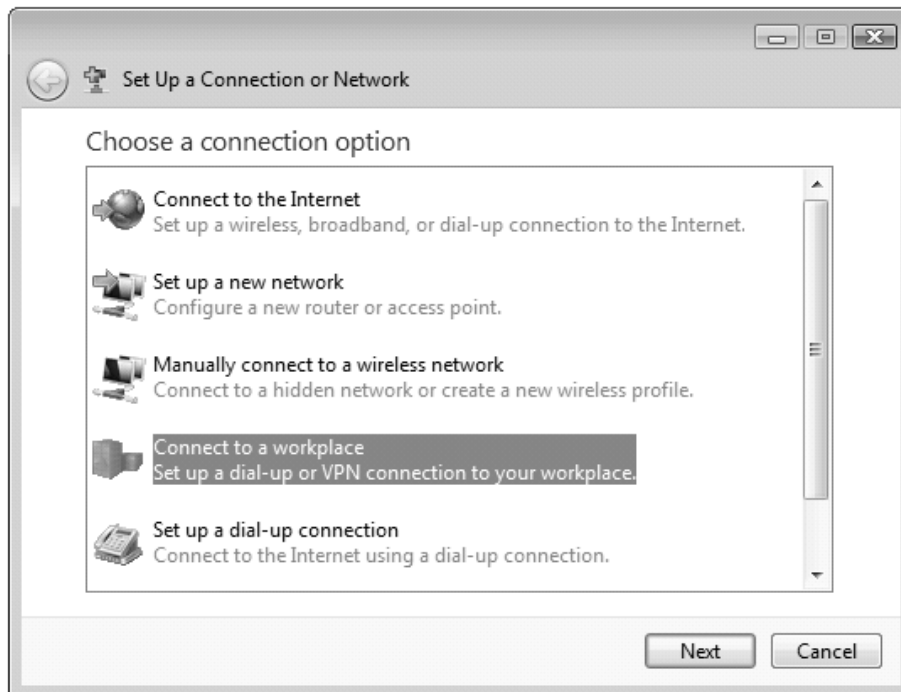 Set Up a Connection or Network
Choose a connection option
Connect to the Internet
Set up a wireless, broadband, or dial-up connection to the Internet.
Set up a new network
Configure a new router or access point.
Manually connect to a wireless network
Connect to a hidden network or create a new wireless profile.
Connect to a workplace
Set up a dial-up or VPN connection to your workplace.
Set up a dial-up connection
Connect to the Internet using a dial-up connection.
Next Cancel